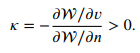 κ = − ∂𝒲/∂υ / ∂𝒲/∂n > 0.